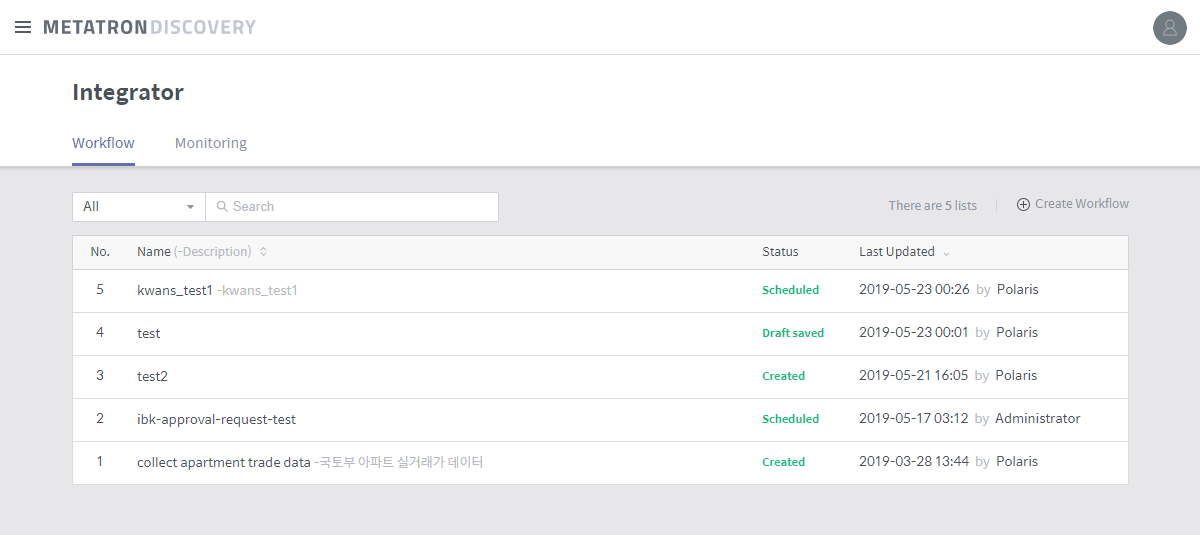 METATRON DISCOVERY
Integrator
Workflow Monitoring
All Search There are 5 lists Create Workflow
No. Name (-Description) Status Last Updated
5 kwans_test1 -kwans_test1 Scheduled 2019-05-23 00:26 by Polaris
4 test Draft saved 2019-05-23 00:01 by Polaris
3 test2 Created 2019-05-21 16:05 by Polaris
2 ibk-approval-request-test Scheduled 2019-05-17 03:12 by Administrator
1 collect apartment trade data -국토부 아파트 실거래가 데이터 Created 2019-03-28 13:44 by Polaris